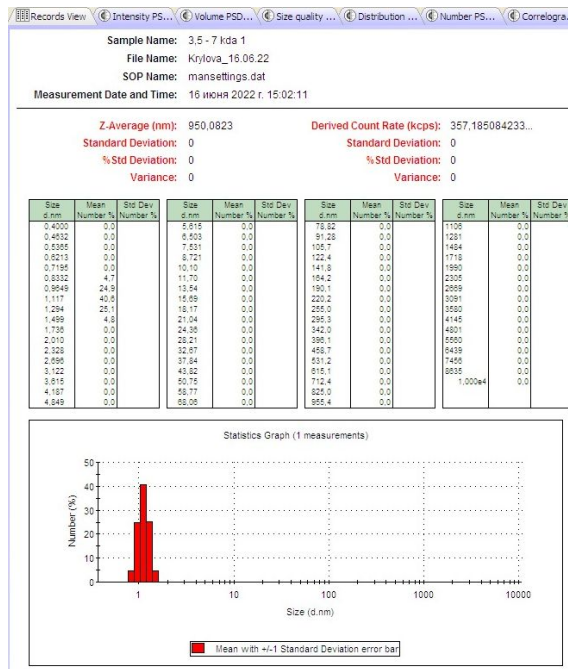 Records View Intensity PS... Volume PSD... Size quality ... Distribution ... Number PS... Correlogra.
Sample Name: 3,5 - 7 kda 1
File Name: Krylova_16.06.22
SOP Name: mansettings.dat
Measurement Date and Time: 16 июня 2022 г. 15:02:11
Z-Average (nm): 950,0823 Derived Count Rate (kcps): 357,185084233...
Standard Deviation: 0 Standard Deviation: 0
%Std Deviation: 0 %Std Deviation: 0
Variance: 0 Variance: 0
Size Mean Std Dev Size Mean Std Dev Size Mean Std Dev Size Mean Std Dev
d.nm Number % Number % d.nm Number % Number % d.nm Number % Number % d.nm Number % Number %
0,4000 0,0 5,615 0,0 78,82 0,0 1106 0,0
0,4632 0,0 6,503 0,0 91,28 0,0 1281 0,0
0,5365 0,0 7,531 0,0 105,7 0,0 1484 0,0
0,6213 0,0 8,721 0,0 122,4 0,0 1718 0,0
0,7195 0,0 10,10 0,0 141,8 0,0 1990 0,0
0,8332 4,7 11,70 0,0 164,2 0,0 2305 0,0
0,9649 24,9 13,54 0,0 190,1 0,0 2669 0,0
1,117 40,6 15,69 0,0 220,2 0,0 3091 0,0
1,294 25,1 18,17 0,0 255,0 0,0 3580 0,0
1,499 4,8 21,04 0,0 295,3 0,0 4145 0,0
1,736 0,0 24,36 0,0 342,0 0,0 4801 0,0
2,010 0,0 28,21 0,0 396,1 0,0 5560 0,0
2,328 0,0 32,67 0,0 458,7 0,0 6439 0,0
2,696 0,0 37,84 0,0 531,2 0,0 7456 0,0
3,122 0,0 43,82 0,0 615,1 0,0 8635 0,0
3,615 0,0 50,75 0,0 712,4 0,0 1,000e4 0,0
4,187 0,0 58,77 0,0 825,0 0,0
4,849 0,0 68,06 0,0 955,4 0,0
Statistics Graph (1 measurements)
50
40
30
20
10
0
Number (%)
1 10 100 1000 10000
Size (d.nm)
Mean with +/-1 Standard Deviation error bar